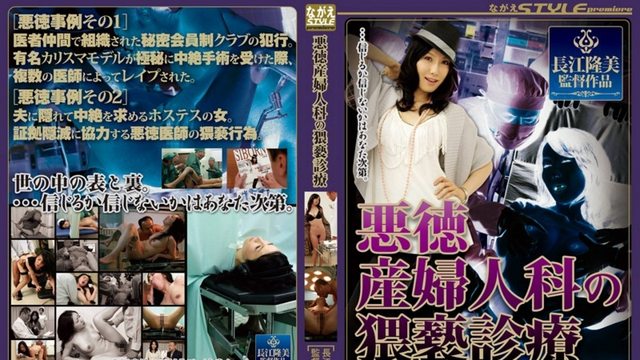 [悪徳事例その1]
医者仲間で組織された秘密会員制クラブの犯行。
有名カリスマモデルが極秘に中絶手術を受けた際、
複数の医師によってレイプされた。
[悪徳事例その2]
夫に隠れて中絶を求めるホステスの女。
証拠隠滅に協力する悪徳医師の猥褻行為。
世の中の表と裏。
…信じるか信じないかはあなた次第。
長江隆美
監督作品
ながえ
STYLE
悪徳産婦人科の猥褻診療
ながえSTYLE premiere
長江隆美
監督作品
…信じるか信じないかはあなた次第。
悪徳
産婦人科の
猥褻診療